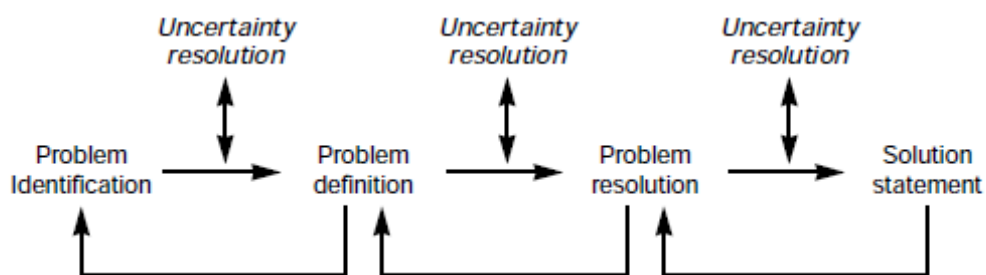 Uncertainty
resolution
Uncertainty
resolution
Uncertainty
resolution
Problem
Identification
Problem
definition
Problem
resolution
Solution
statement